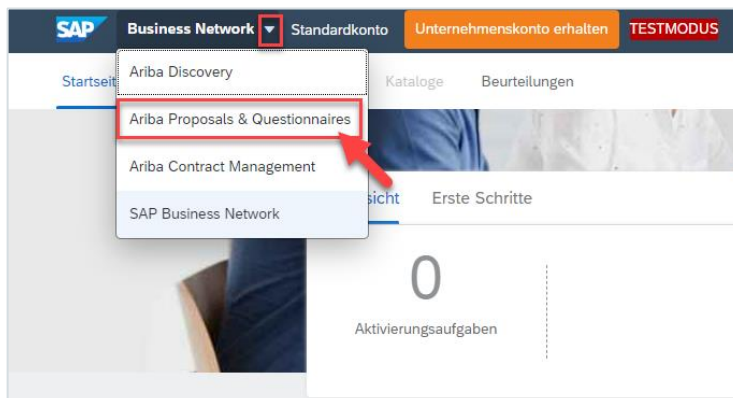 SAP Business Network Standardkonto Unternehmenskonto erhalten TESTMODUS
Startseit Kataloge Beurteilungen
Ariba Discovery
Ariba Proposals & Questionnaires
Ariba Contract Management
SAP Business Network
sicht Erste Schritte
0
Aktivierungsaufgaben